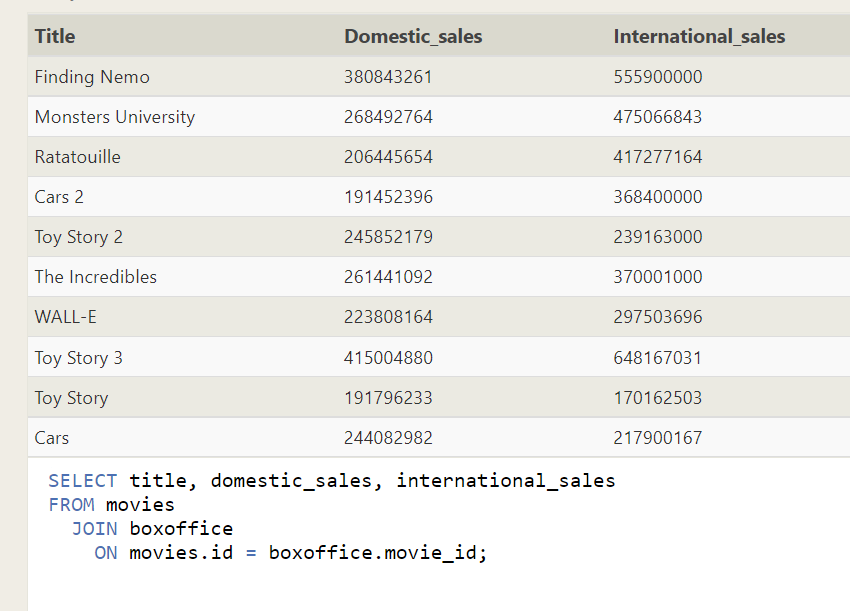 Title Domestic_sales International_sales
Finding Nemo 380843261 555900000
Monsters University 268492764 475066843
Ratatouille 206445654 417277164
Cars 2 191452396 368400000
Toy Story 2 245852179 239163000
The Incredibles 261441092 370001000
WALL-E 223808164 297503696
Toy Story 3 415004880 648167031
Toy Story 191796233 170162503
Cars 244082982 217900167
SELECT title, domestic_sales, international_sales
FROM movies
JOIN boxoffice
ON movies.id = boxoffice.movie_id;